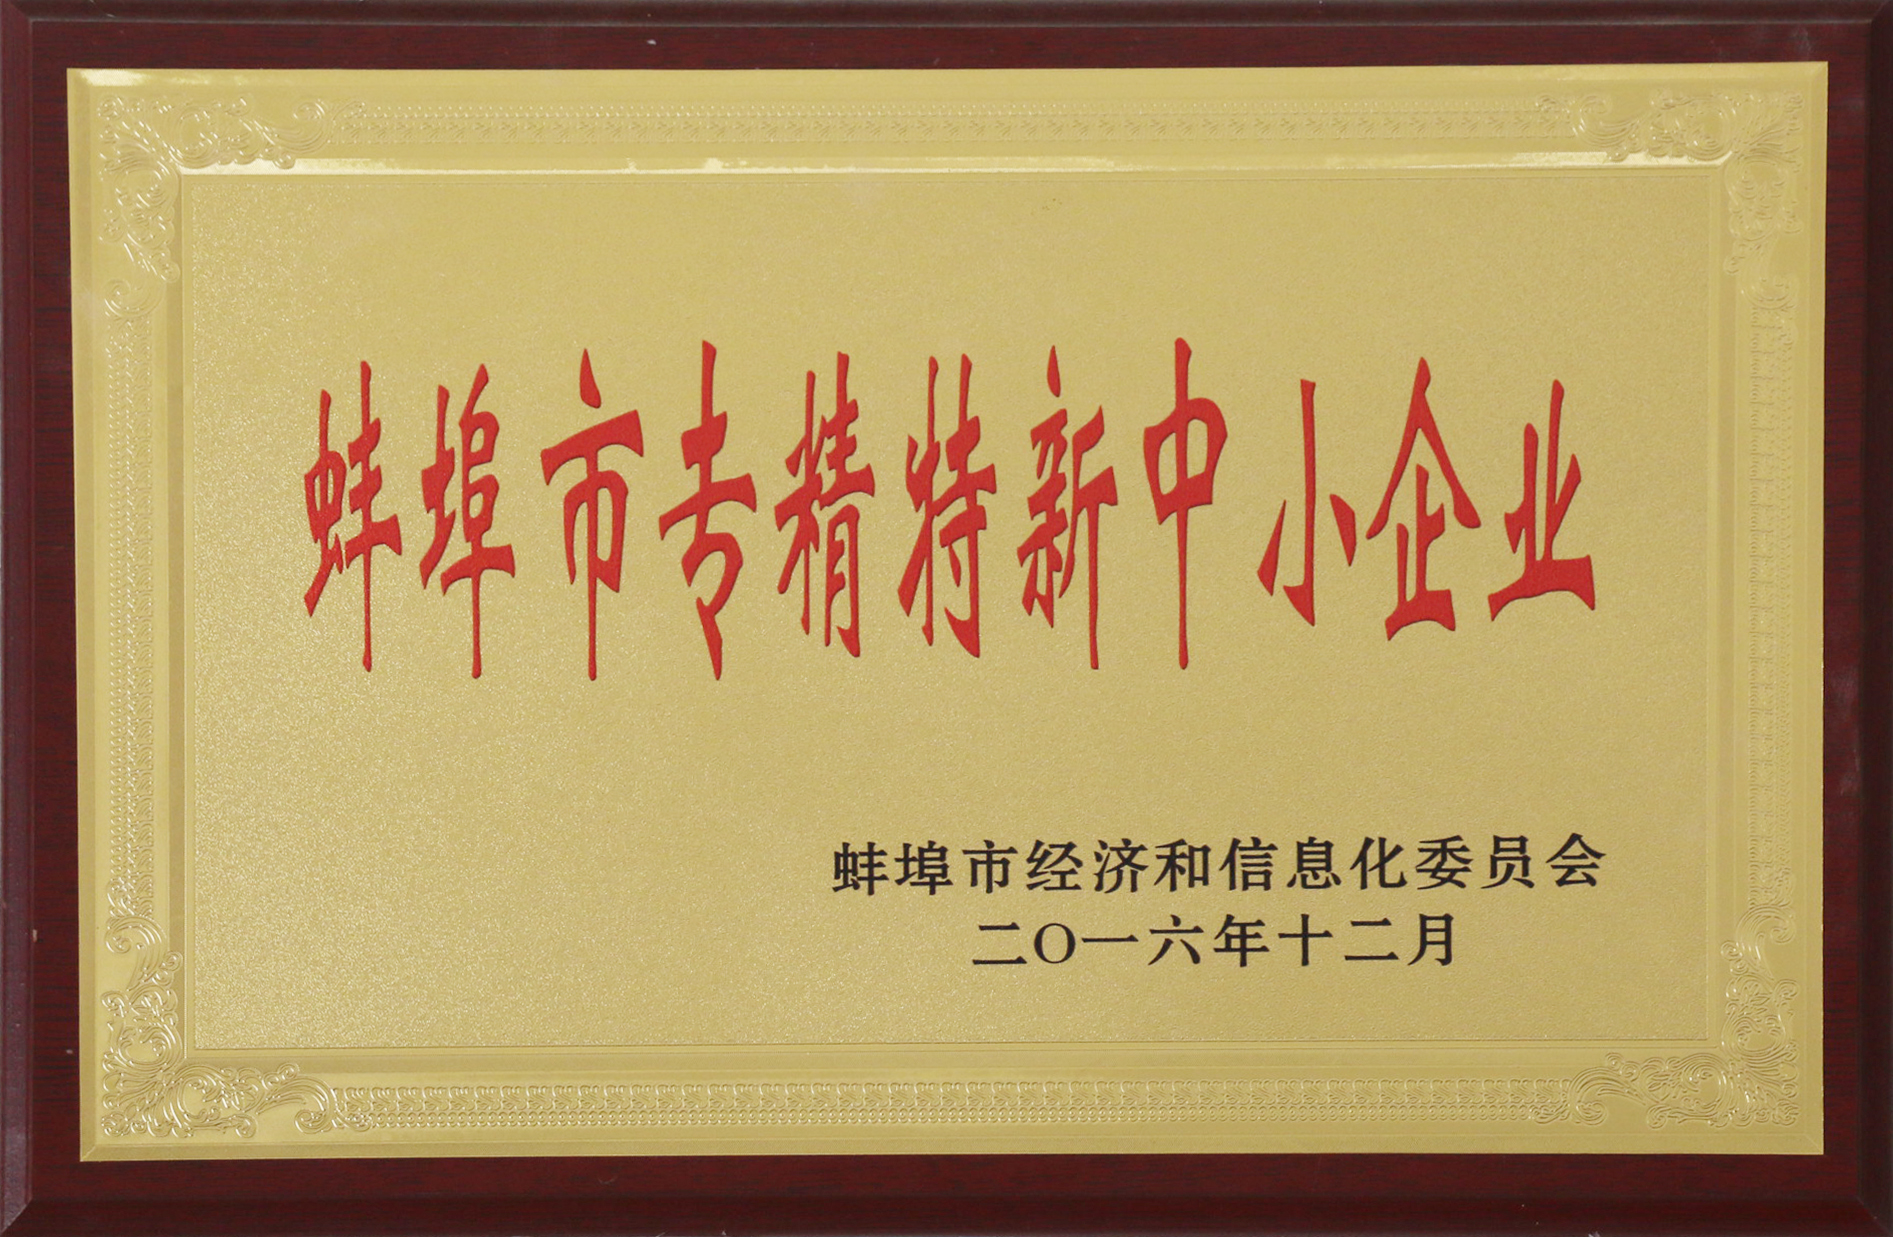 蚌埠市专精特新中小企业
蚌埠市经济和信息化委员会
二〇一六年十二月